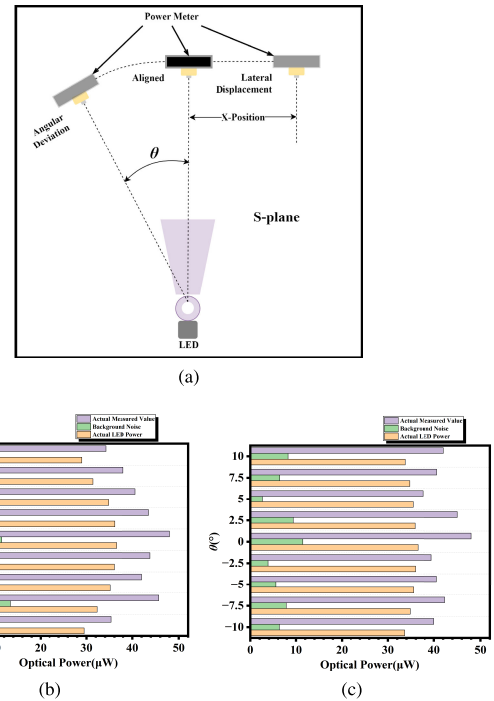 Power Meter
Aligned
Lateral
Displacement
Angular
Deviation
X-Position
θ
S-plane
LED
(a)
Actual Measured Value
Background Noise
Actual LED Power
20 30 40 50
Optical Power(μW)
(b)
Actual Measured Value
Background Noise
Actual LED Power
θ(°)
10
7.5
5
2.5
0
−2.5
−5
−7.5
−10
0 10 20 30 40 50
Optical Power(μW)
(c)